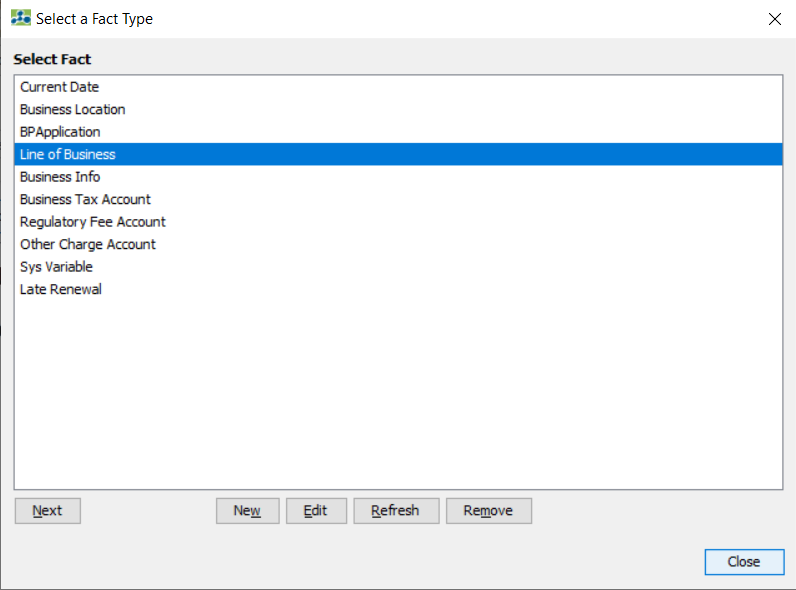 Select a Fact Type
Select Fact
Current Date
Business Location
BPApplication
Line of Business
Business Info
Business Tax Account
Regulatory Fee Account
Other Charge Account
Sys Variable
Late Renewal
Next New Edit Refresh Remove
Close